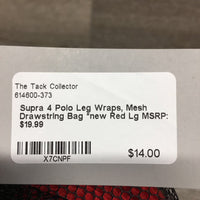 The Tack Collector
614600-373
Supra 4 Polo Leg Wraps, Mesh
Drawstring Bag *new Red Lg MSRP:
$19.99
X7CNPF
$14.00